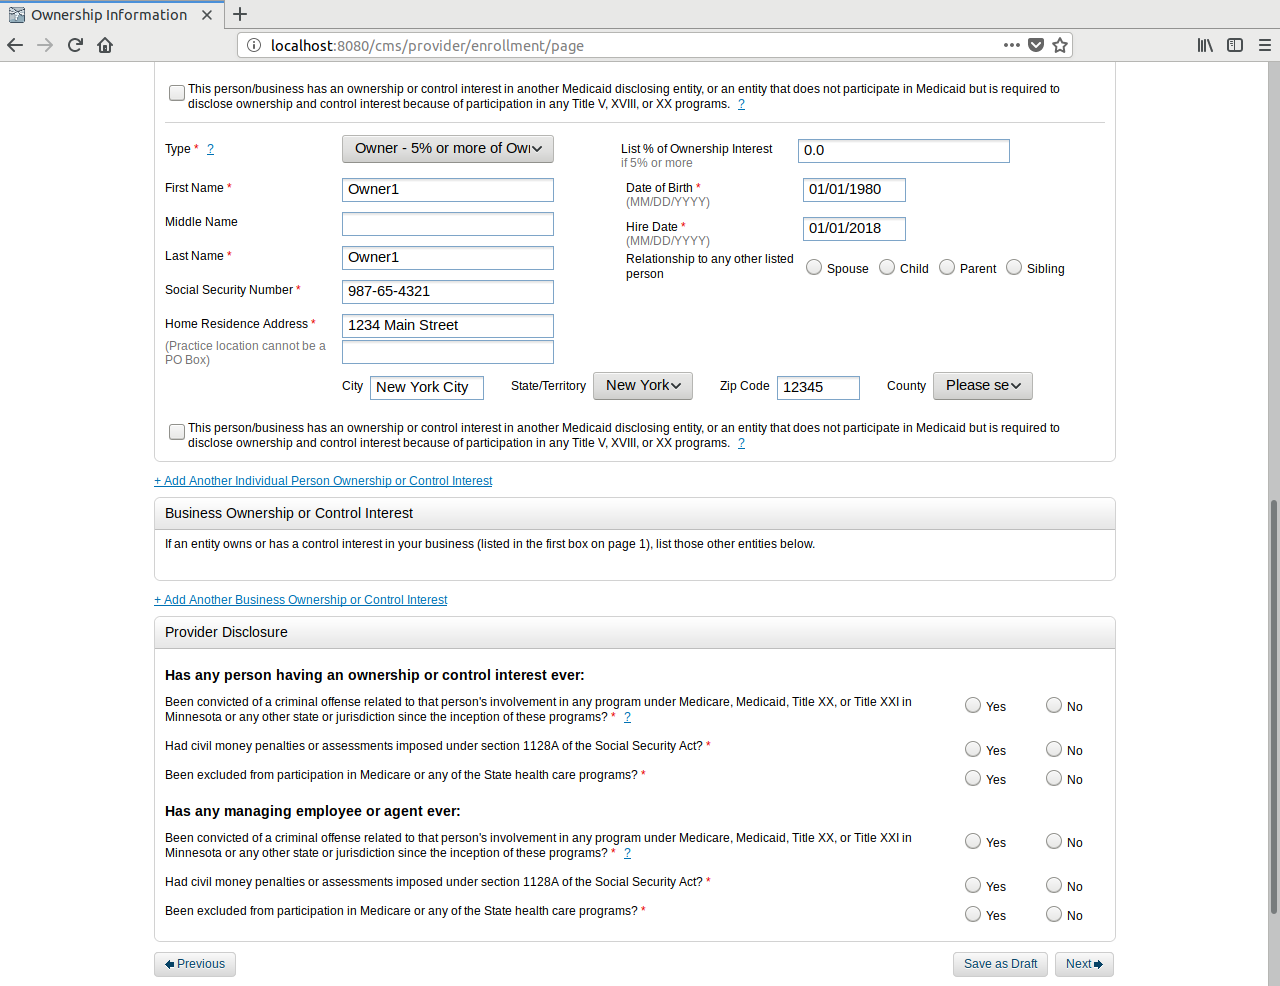 Ownership Information
localhost:8080/cms/provider/enrollment/page
This person/business has an ownership or control interest in another Medicaid disclosing entity, or an entity that does not participate in Medicaid but is required to
disclose ownership and control interest because of participation in any Title V, XVIII, or XX programs. ?
Type * ? Owner - 5% or more of Own List % of Ownership Interest 0.0
if 5% or more
First Name * Owner1 Date of Birth * 01/01/1980
(MM/DD/YYYY)
Middle Name Hire Date * 01/01/2018
(MM/DD/YYYY)
Last Name * Owner1 Relationship to any other listed
person Spouse Child Parent Sibling
Social Security Number * 987-65-4321
Home Residence Address * 1234 Main Street
(Practice location cannot be a
PO Box)
City New York City State/Territory New York Zip Code 12345 County Please se
This person/business has an ownership or control interest in another Medicaid disclosing entity, or an entity that does not participate in Medicaid but is required to
disclose ownership and control interest because of participation in any Title V, XVIII, or XX programs. ?
+ Add Another Individual Person Ownership or Control Interest
Business Ownership or Control Interest
If an entity owns or has a control interest in your business (listed in the first box on page 1), list those other entities below.
+ Add Another Business Ownership or Control Interest
Provider Disclosure
Has any person having an ownership or control interest ever:
Been convicted of a criminal offense related to that person's involvement in any program under Medicare, Medicaid, Title XX, or Title XXI in
Minnesota or any other state or jurisdiction since the inception of these programs? * ? Yes No
Had civil money penalties or assessments imposed under section 1128A of the Social Security Act? * Yes No
Been excluded from participation in Medicare or any of the State health care programs? * Yes No
Has any managing employee or agent ever:
Been convicted of a criminal offense related to that person's involvement in any program under Medicare, Medicaid, Title XX, or Title XXI in
Minnesota or any other state or jurisdiction since the inception of these programs? * ? Yes No
Had civil money penalties or assessments imposed under section 1128A of the Social Security Act? * Yes No
Been excluded from participation in Medicare or any of the State health care programs? * Yes No
Previous Save as Draft Next